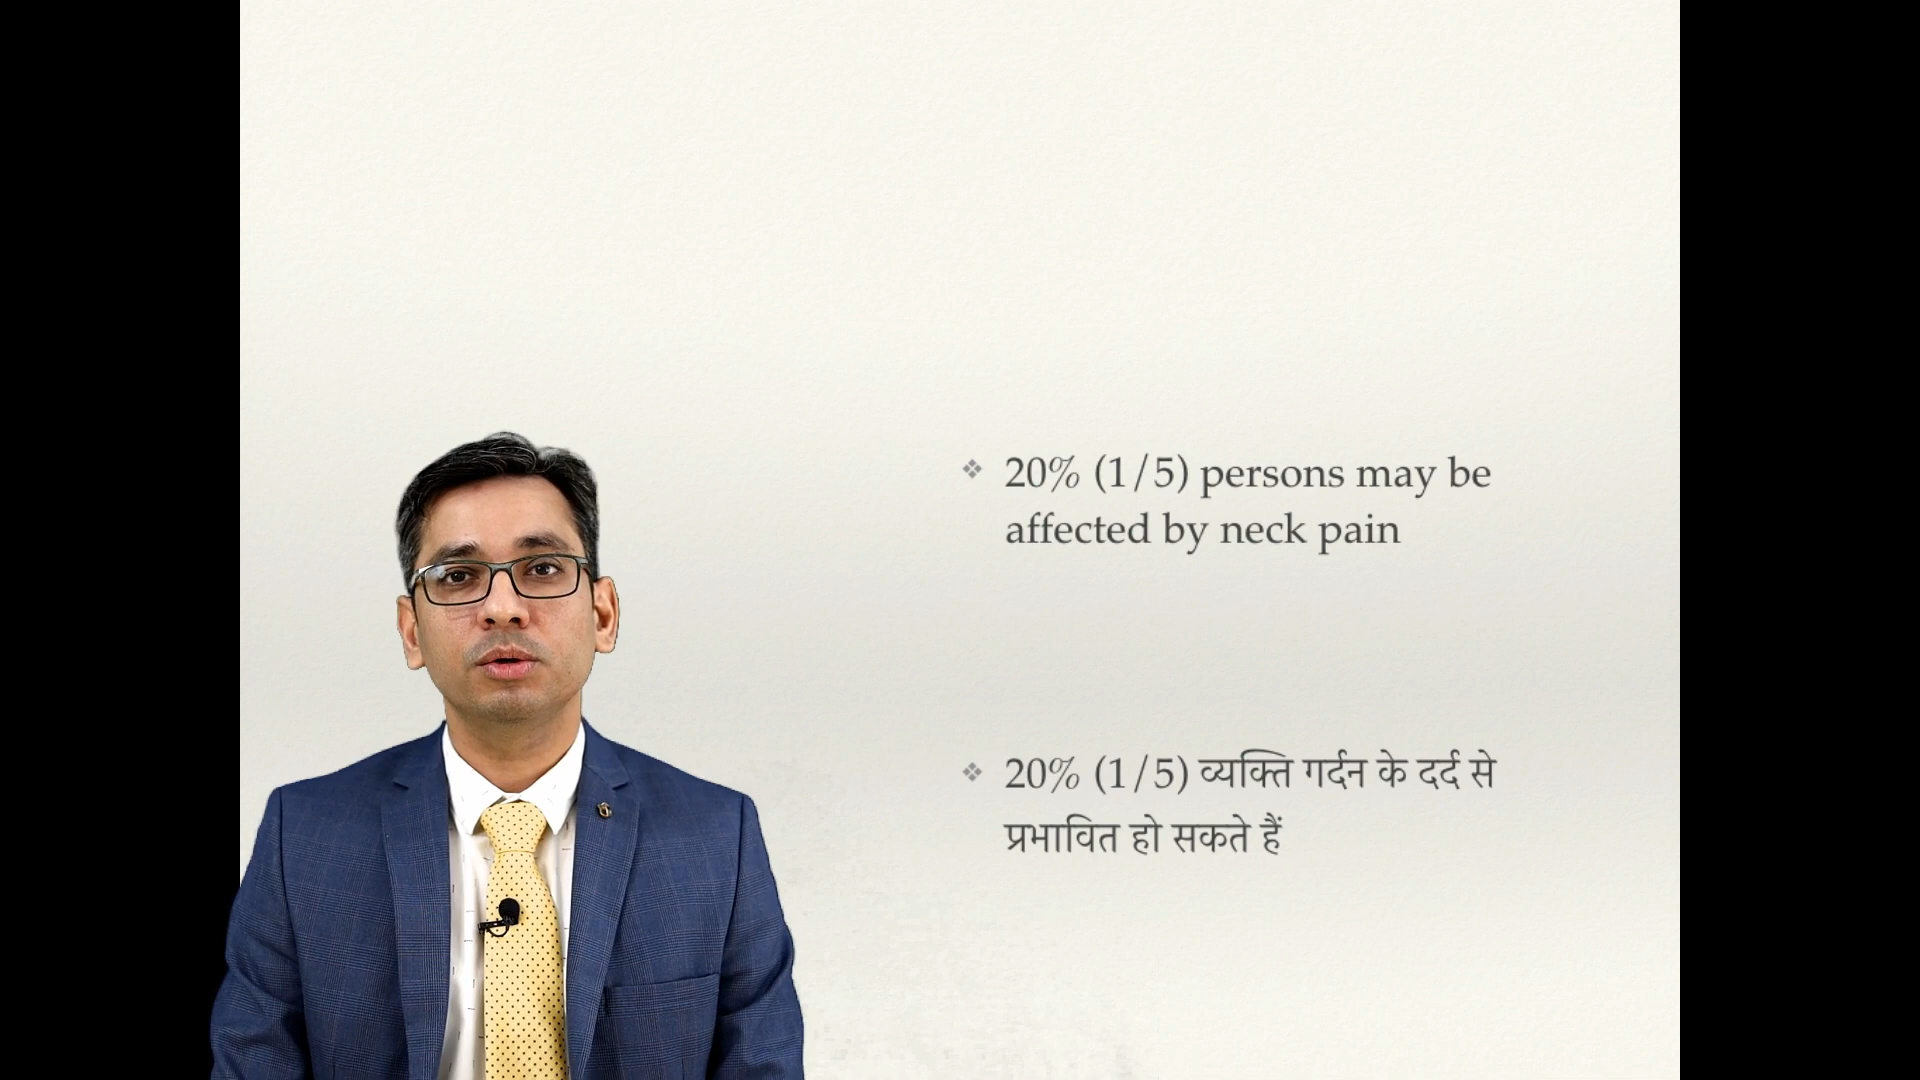 20% (1/5) persons may be
affected by neck pain
20% (1/5) व्यक्ति गर्दन के दर्द से
प्रभावित हो सकते हैं